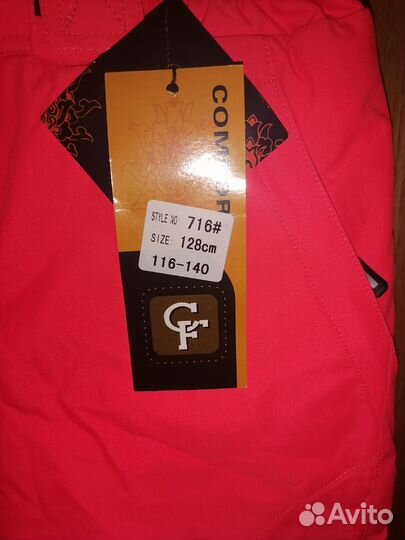 STYLE NO: 716#
SIZE: 128cm
116-140
CF
Avito